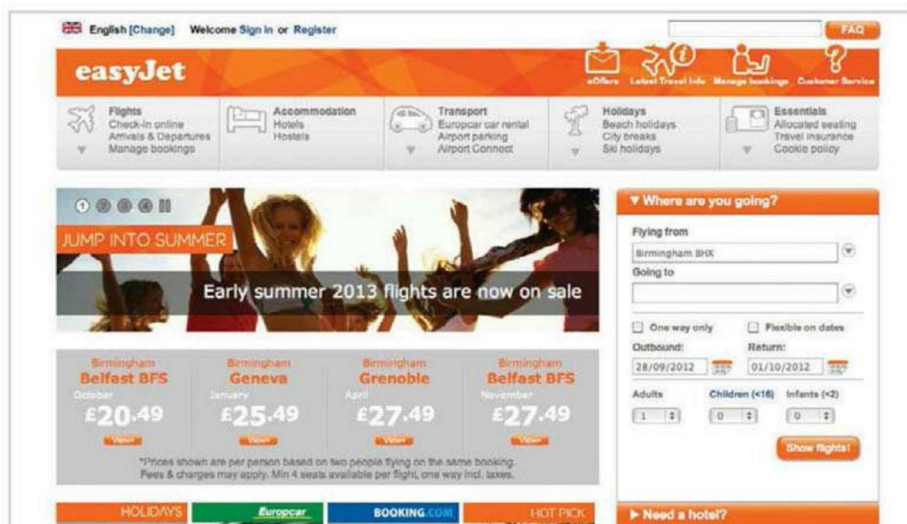 English [Change] Welcome Sign in or Register
FAQ
easyJet
eOffers Latest Travel Info Manage bookings Customer Service
Flights
Check-in online
Arrivals & Departures
Manage bookings
Accommodation
Hotels
Hostels
Transport
Europcar car rental
Airport parking
Airport Connect
Holidays
Beach holidays
City breaks
Ski holidays
Essentials
Allocated seating
Travel insurance
Cookie policy
1 2 3 4
JUMP INTO SUMMER
Early summer 2013 flights are now on sale
Birmingham
Belfast BFS
October
£20.49
View»
Birmingham
Geneva
January
£25.49
View»
Birmingham
Grenoble
April
£27.49
View»
Birmingham
Belfast BFS
November
£27.49
View»
*Prices shown are per person based on two people flying on the same booking.
Fees & charges may apply. Min 4 seats available per flight, one way incl. taxes.
Where are you going?
Flying from
Birmingham BHX
Going to
One way only Flexible on dates
Outbound: Return:
28/09/2012 01/10/2012
Adults Children (<16) Infants (<2)
1 0 0
Show flights!
HOLIDAYS Europcar BOOKING.COM HOT PICK
Need a hotel?